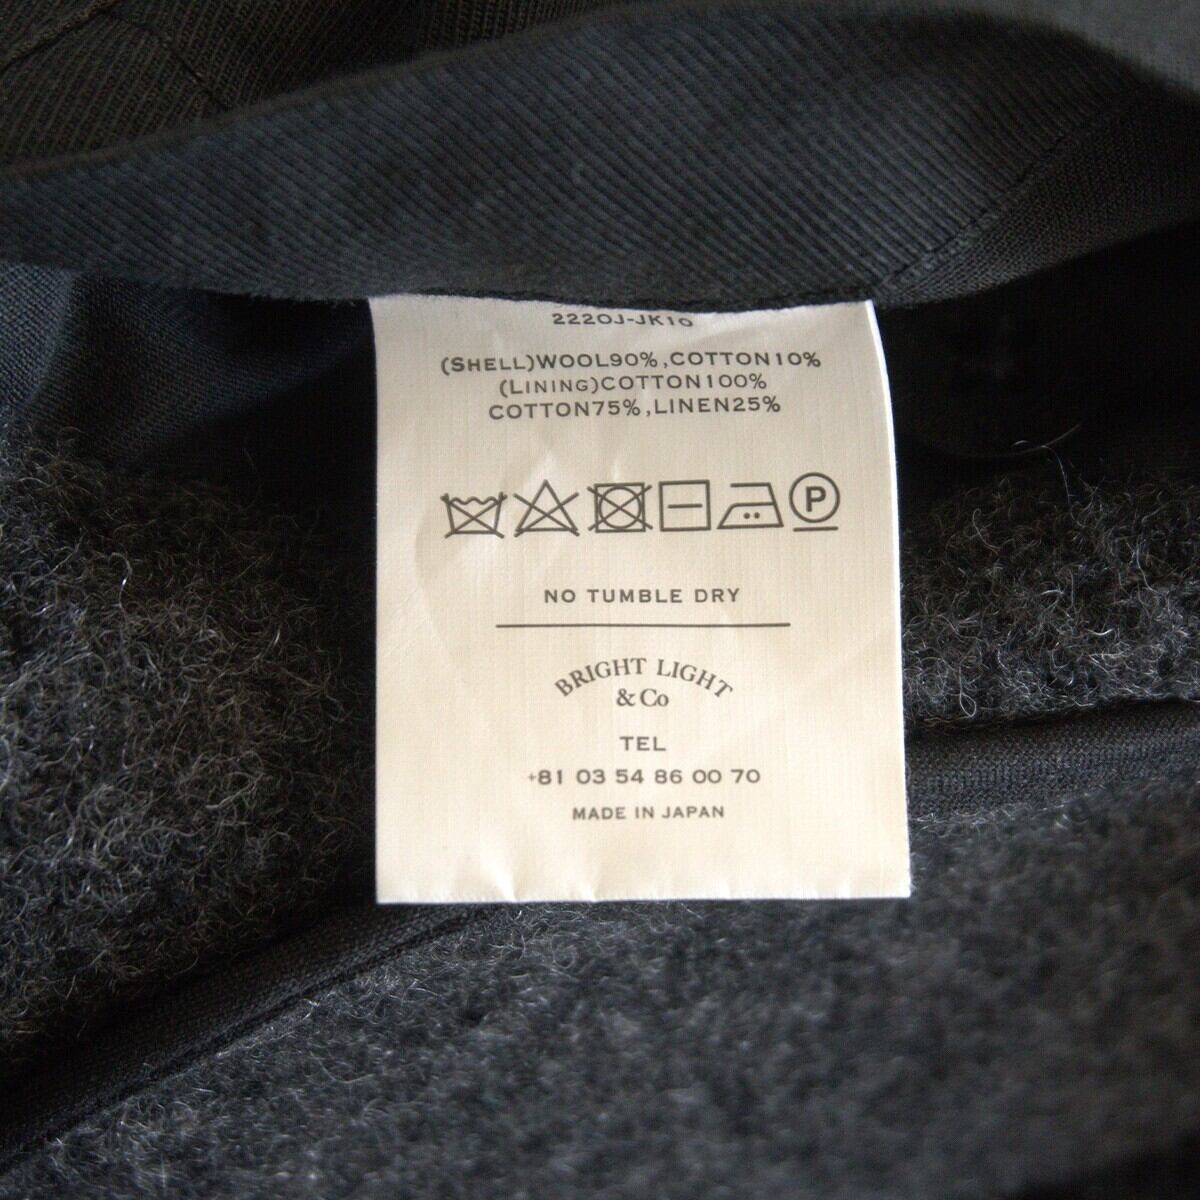 2220J-JK10
(SHELL)WOOL90%,COTTON10%
(LINING)COTTON100%
COTTON75%,LINEN25%
P
NO TUMBLE DRY
BRIGHT LIGHT
& Co
TEL
+81 03 54 86 00 70
MADE IN JAPAN